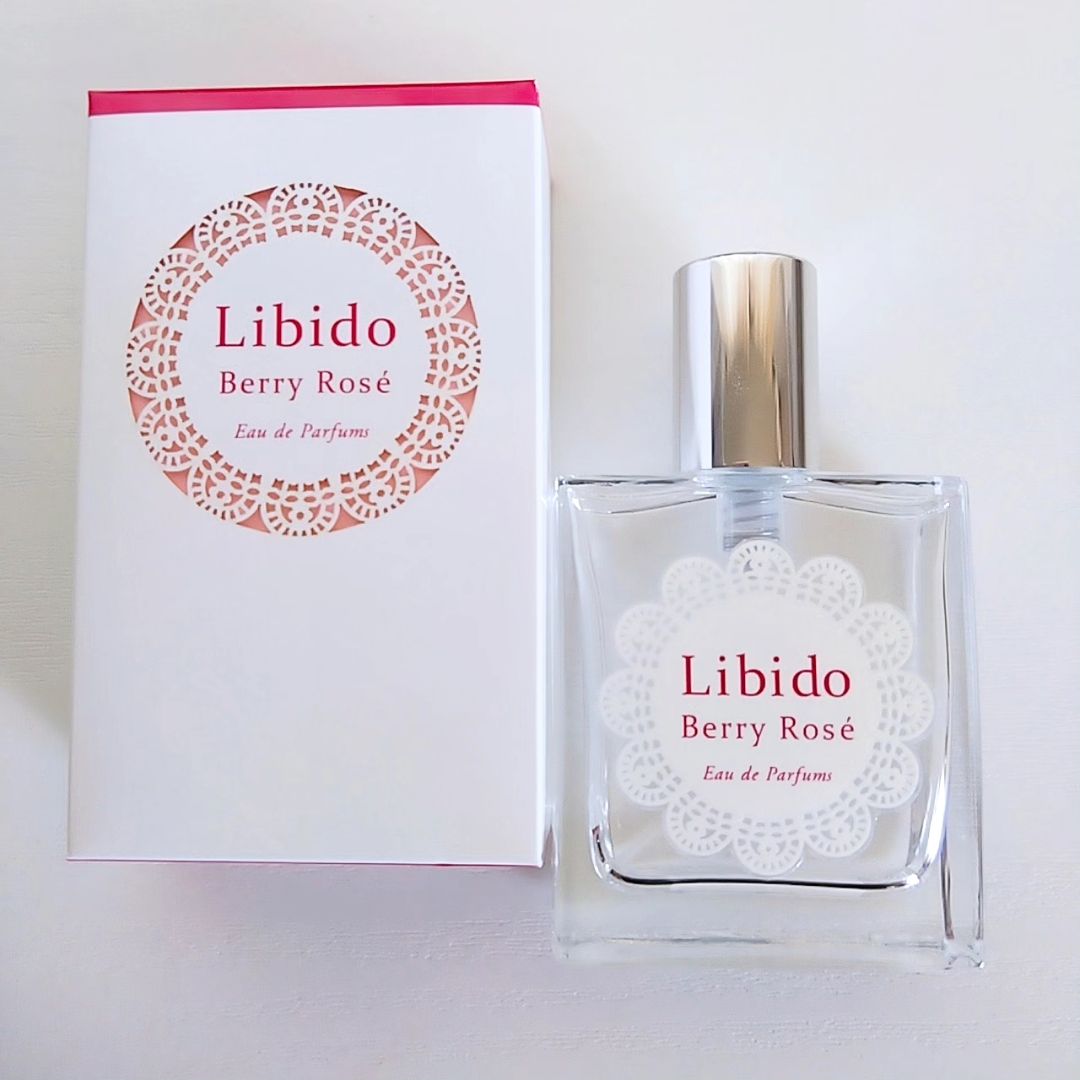 Libido
Berry Rosé
Eau de Parfums
Libido
Berry Rosé
Eau de Parfums